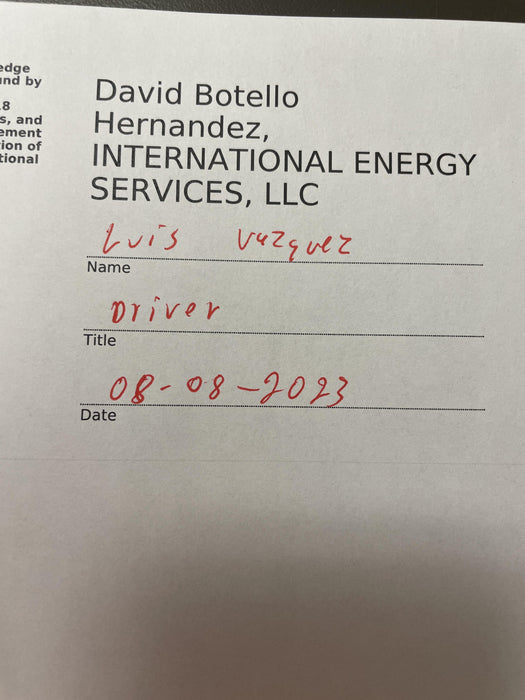 edge
und by
.8
s, and
ement
ion of
tional
David Botello
Hernandez,
INTERNATIONAL ENERGY
SERVICES, LLC
Luis Vazquez
Name
Driver
Title
08-08-2023
Date